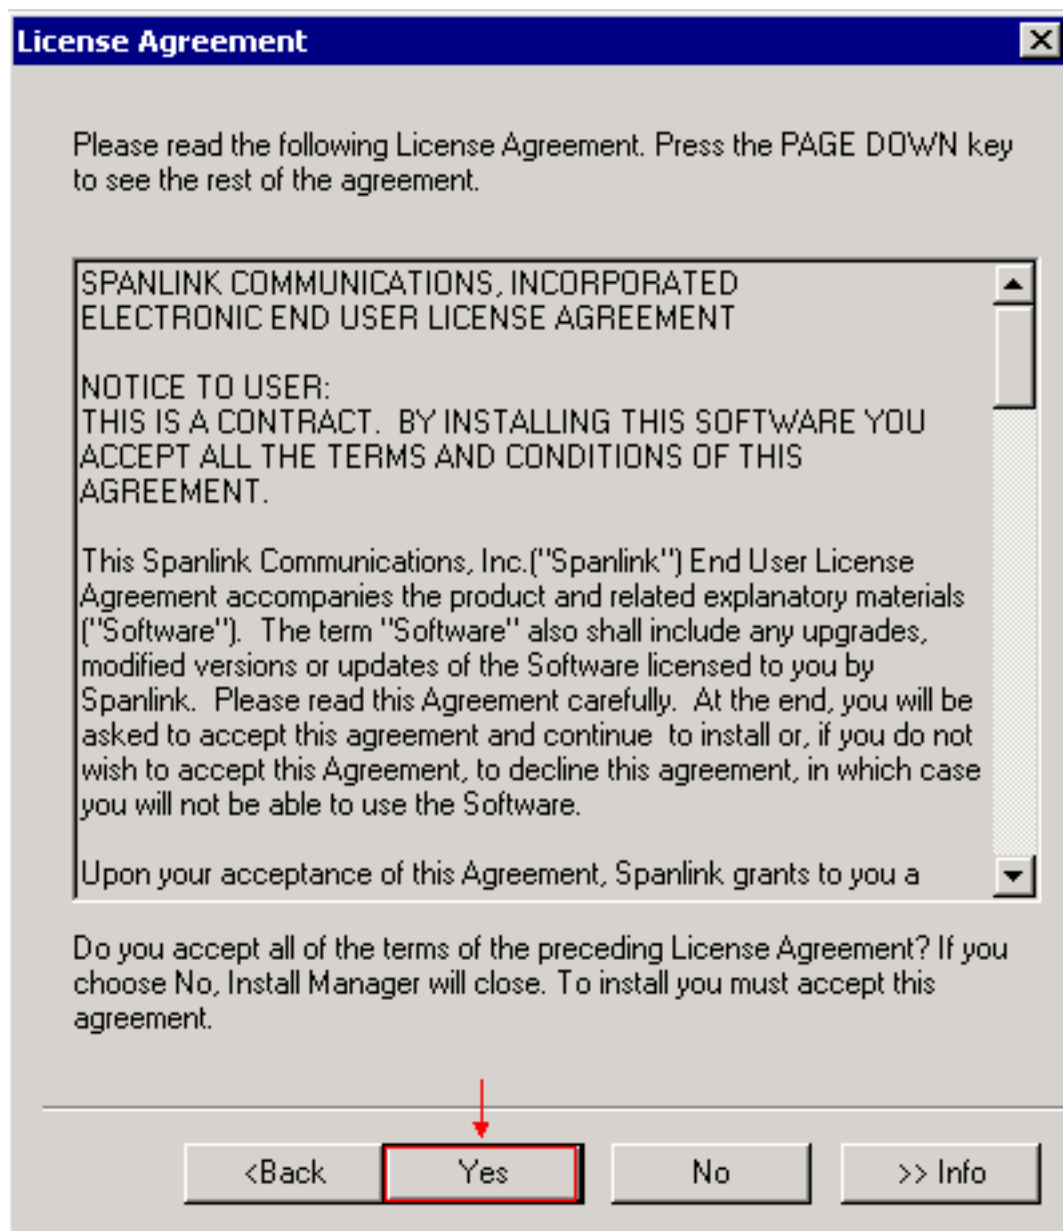 License Agreement
Please read the following License Agreement. Press the PAGE DOWN key
to see the rest of the agreement.
SPANLINK COMMUNICATIONS, INCORPORATED
ELECTRONIC END USER LICENSE AGREEMENT
NOTICE TO USER:
THIS IS A CONTRACT.  BY INSTALLING THIS SOFTWARE YOU
ACCEPT ALL THE TERMS AND CONDITIONS OF THIS
AGREEMENT.
This Spanlink Communications, Inc.("Spanlink") End User License
Agreement accompanies the product and related explanatory materials
("Software").  The term "Software" also shall include any upgrades,
modified versions or updates of the Software licensed to you by
Spanlink.  Please read this Agreement carefully.  At the end, you will be
asked to accept this agreement and continue  to install or, if you do not
wish to accept this Agreement, to decline this agreement, in which case
you will not be able to use the Software.
Upon your acceptance of this Agreement, Spanlink grants to you a
Do you accept all of the terms of the preceding License Agreement? If you
choose No, Install Manager will close. To install you must accept this
agreement.
<Back Yes No >> Info